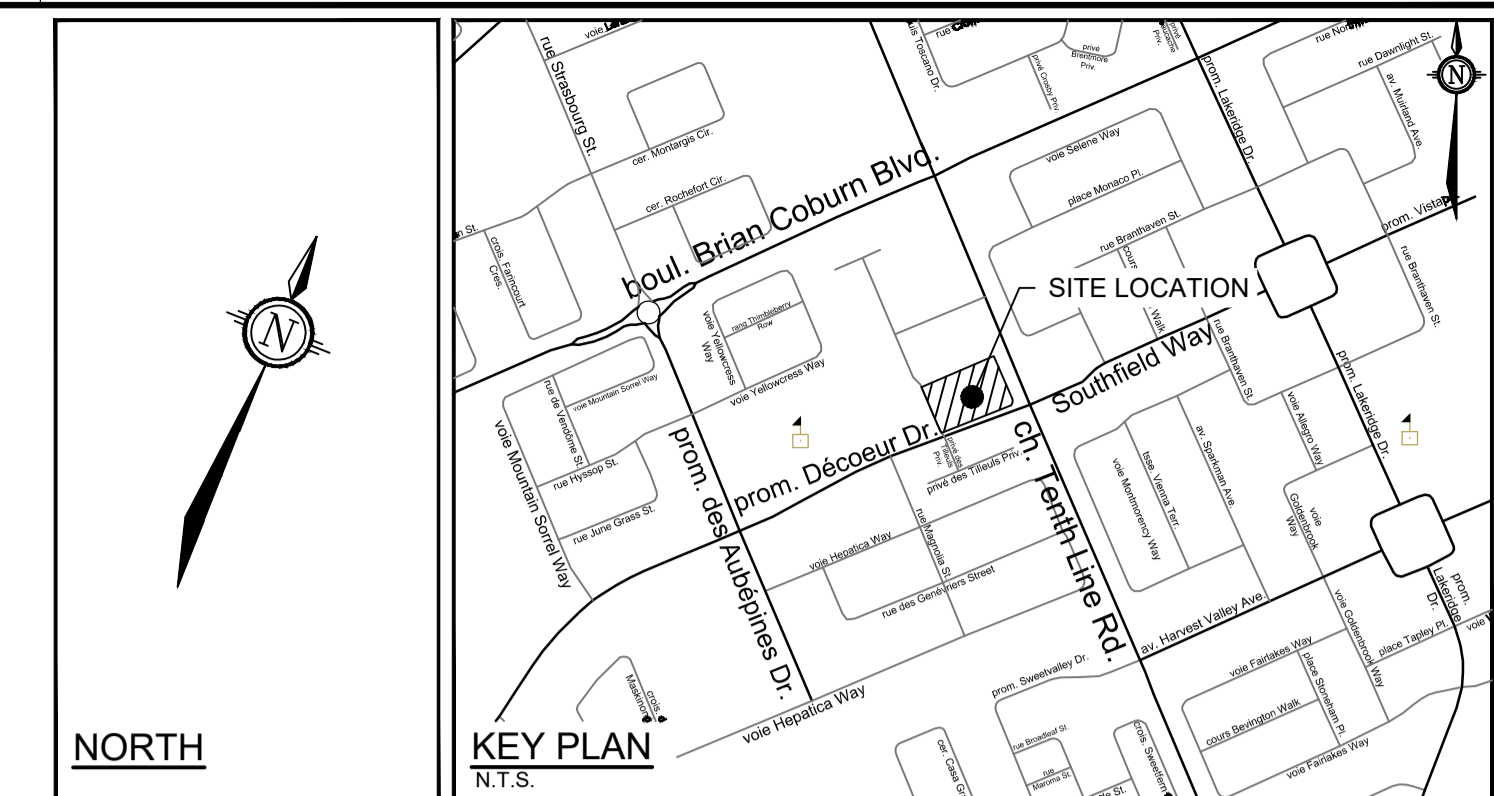 rue Strasbourg St.
cer. Montargis Cir.
cer. Rochefort Cir.
boul. Brian Coburn Blvd.
privé Crosby Priv
privé
Brentmore
Priv.
prom. Lakeridge Dr.
rue Dawnlight St.
av. Muirland Ave.
N
voie Selene Way
place Monaco Pl.
rue Branthaven St.
prom. Vista
rue Branthaven St.
crois. Farincourt
Cres.
N
SITE LOCATION
Walk
rue Branthaven St.
voie Yellowcress
Way
rang Thimbleberry
Row
voie Yellowcress Way
Southfield Way
prom. Lakeridge Dr.
voie Mountain Sorrel Way
rue de Vendôme St.
voie Mountain Sorrel Way
rue Hyssop St.
rue June Grass St.
prom. des Aubépines Dr.
prom. Décoeur Dr.
privé des
Tilleuls
Priv.
privé des Tilleuls Priv.
ch. Tenth Line Rd.
voie Montmorency Way
tsse. Vienna Terr.
av. Sparkman Ave.
voie Allegro Way
voie
Goldenbrook
Way
voie Hepatica Way
rue Magnolia St.
rue des Genévriers Street
av. Harvest Valley Ave.
voie Goldenbrook Way
prom.
Lakeridge
Dr.
place Tapley Pl.
voie Fairlakes Way
place Stoneham Pl.
cours Bevington Walk
voie Fairlakes Way
prom. Sweetvalley Dr.
voie Hepatica Way
rue Broadleaf St.
rue
Maroma St.
NORTH
KEY PLAN
N.T.S.